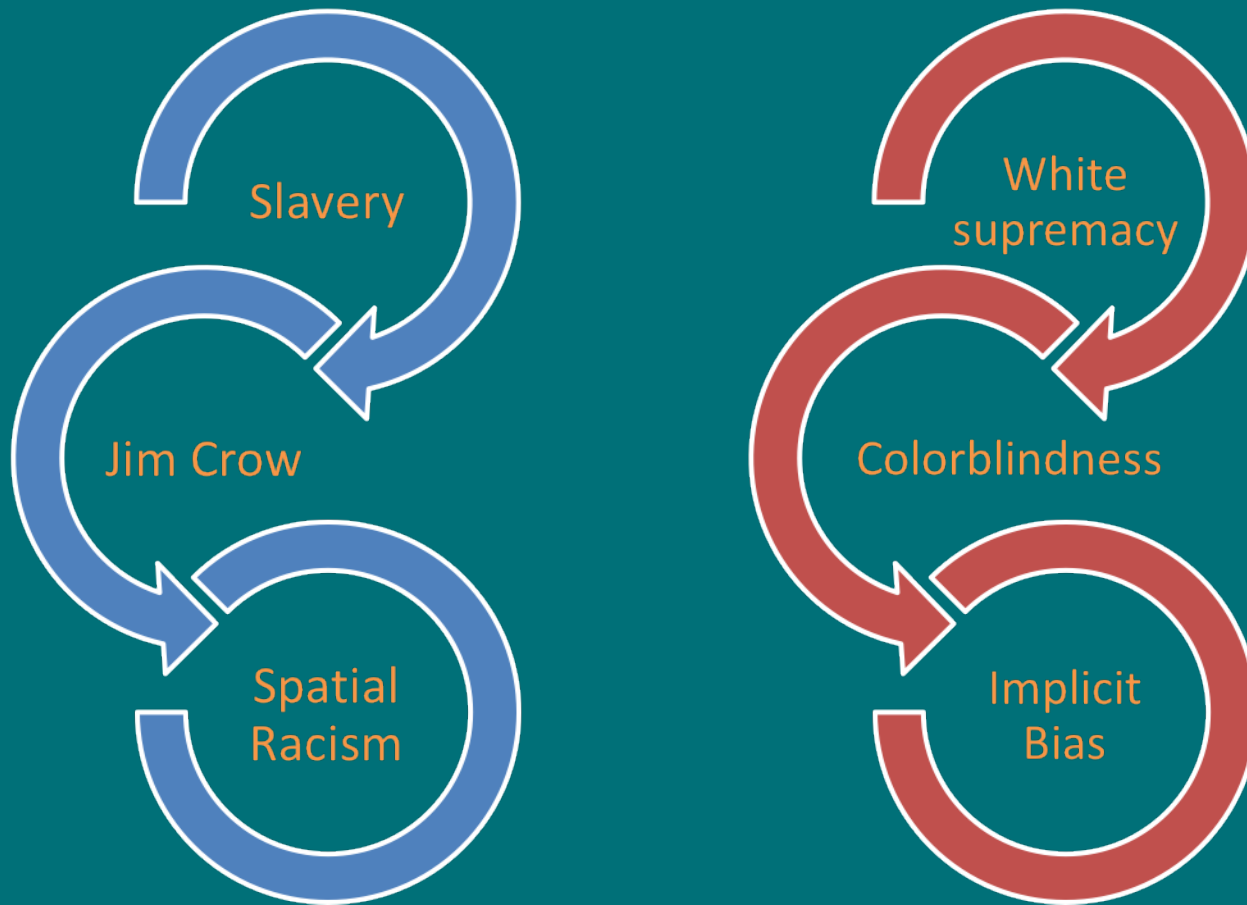 Slavery
Jim Crow
Spatial
Racism
White
supremacy
Colorblindness
Implicit
Bias